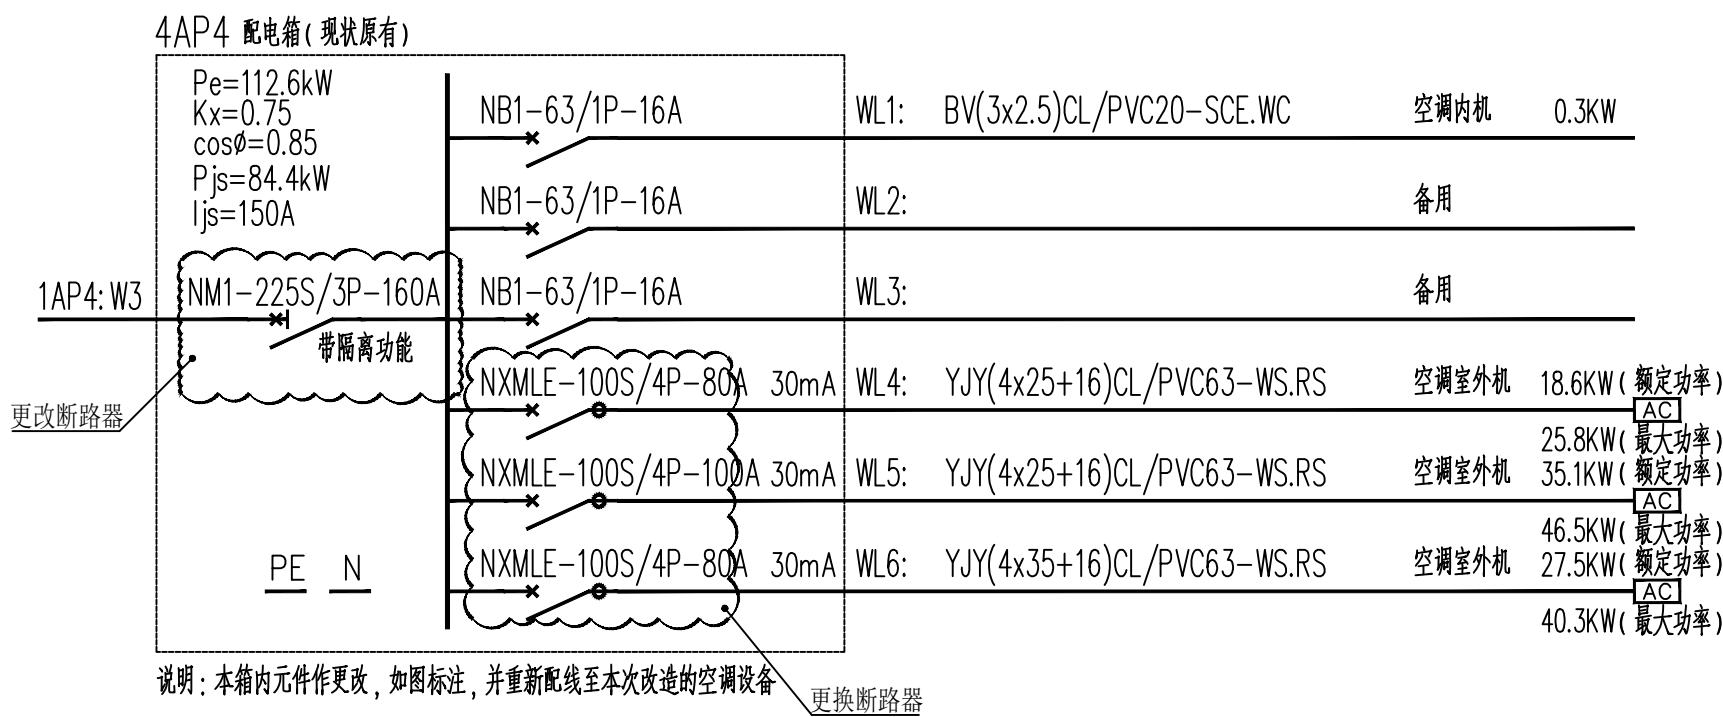 4AP4 配电箱(现状原有)
Pe=112.6kW
Kx=0.75
cosø=0.85
Pjs=84.4kW
Ijs=150A
NB1-63/1P-16A WL1: BV(3x2.5)CL/PVC20-SCE.WC 空调内机 0.3KW
NB1-63/1P-16A WL2: 备用
1AP4: W3 NM1-225S/3P-160A NB1-63/1P-16A WL3: 备用
带隔离功能
更改断路器
NXMLE-100S/4P-80A 30mA WL4: YJY(4x25+16)CL/PVC63-WS.RS 空调室外机 18.6KW(额定功率)
AC
25.8KW(最大功率)
NXMLE-100S/4P-100A 30mA WL5: YJY(4x25+16)CL/PVC63-WS.RS 空调室外机 35.1KW(额定功率)
AC
46.5KW(最大功率)
PE N NXMLE-100S/4P-80A 30mA WL6: YJY(4x35+16)CL/PVC63-WS.RS 空调室外机 27.5KW(额定功率)
AC
40.3KW(最大功率)
说明: 本箱内元件作更改, 如图标注, 并重新配线至本次改造的空调设备
更换断路器